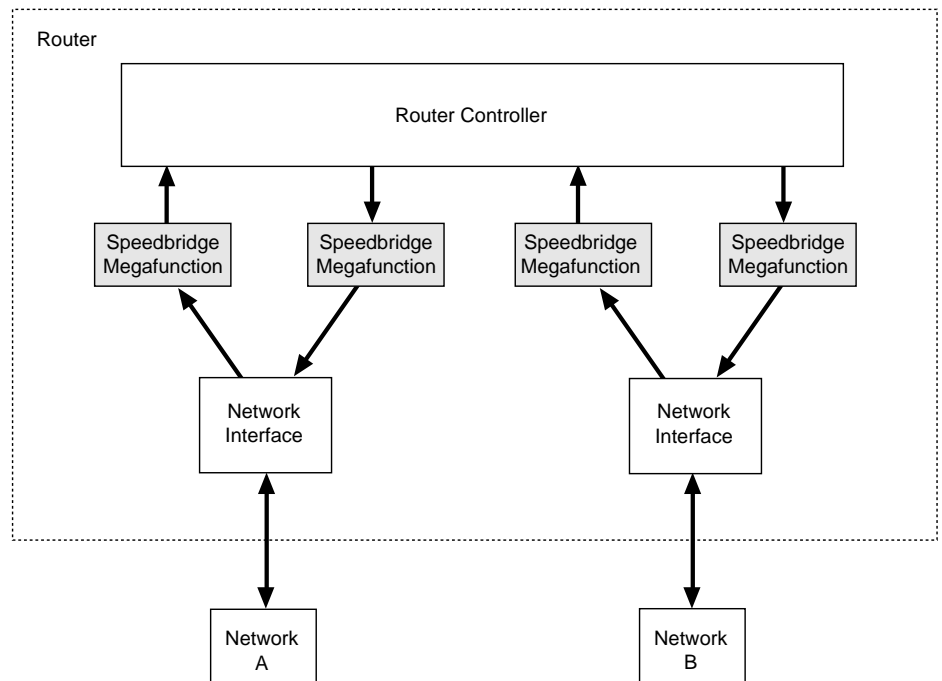 Router
Router Controller
Speedbridge
Megafunction
Speedbridge
Megafunction
Speedbridge
Megafunction
Speedbridge
Megafunction
Network
Interface
Network
Interface
Network
A
Network
B